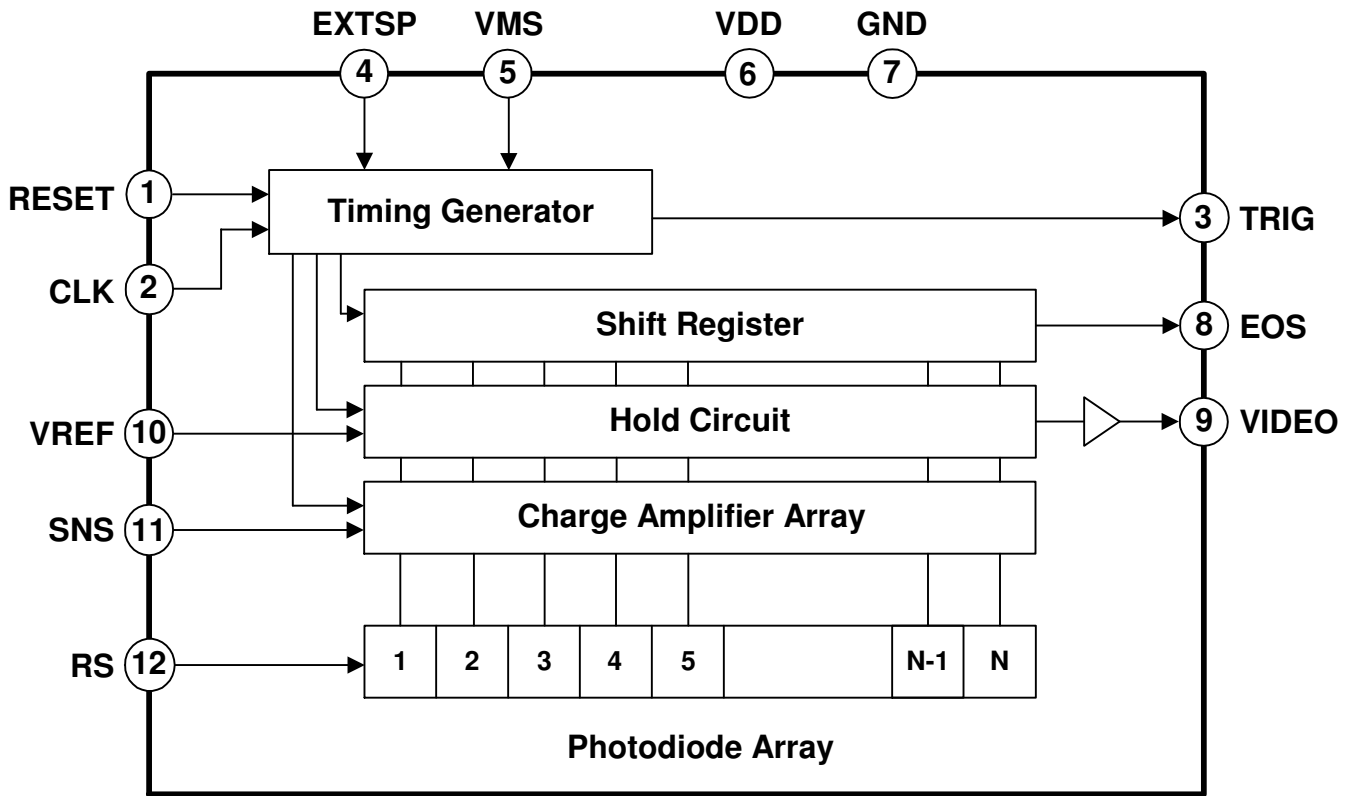 EXTSP VMS VDD GND
4 5 6 7
RESET 1
Timing Generator
3 TRIG
CLK 2
Shift Register
8 EOS
VREF 10
Hold Circuit
9 VIDEO
SNS 11
Charge Amplifier Array
RS 12
1 2 3 4 5 N-1 N
Photodiode Array